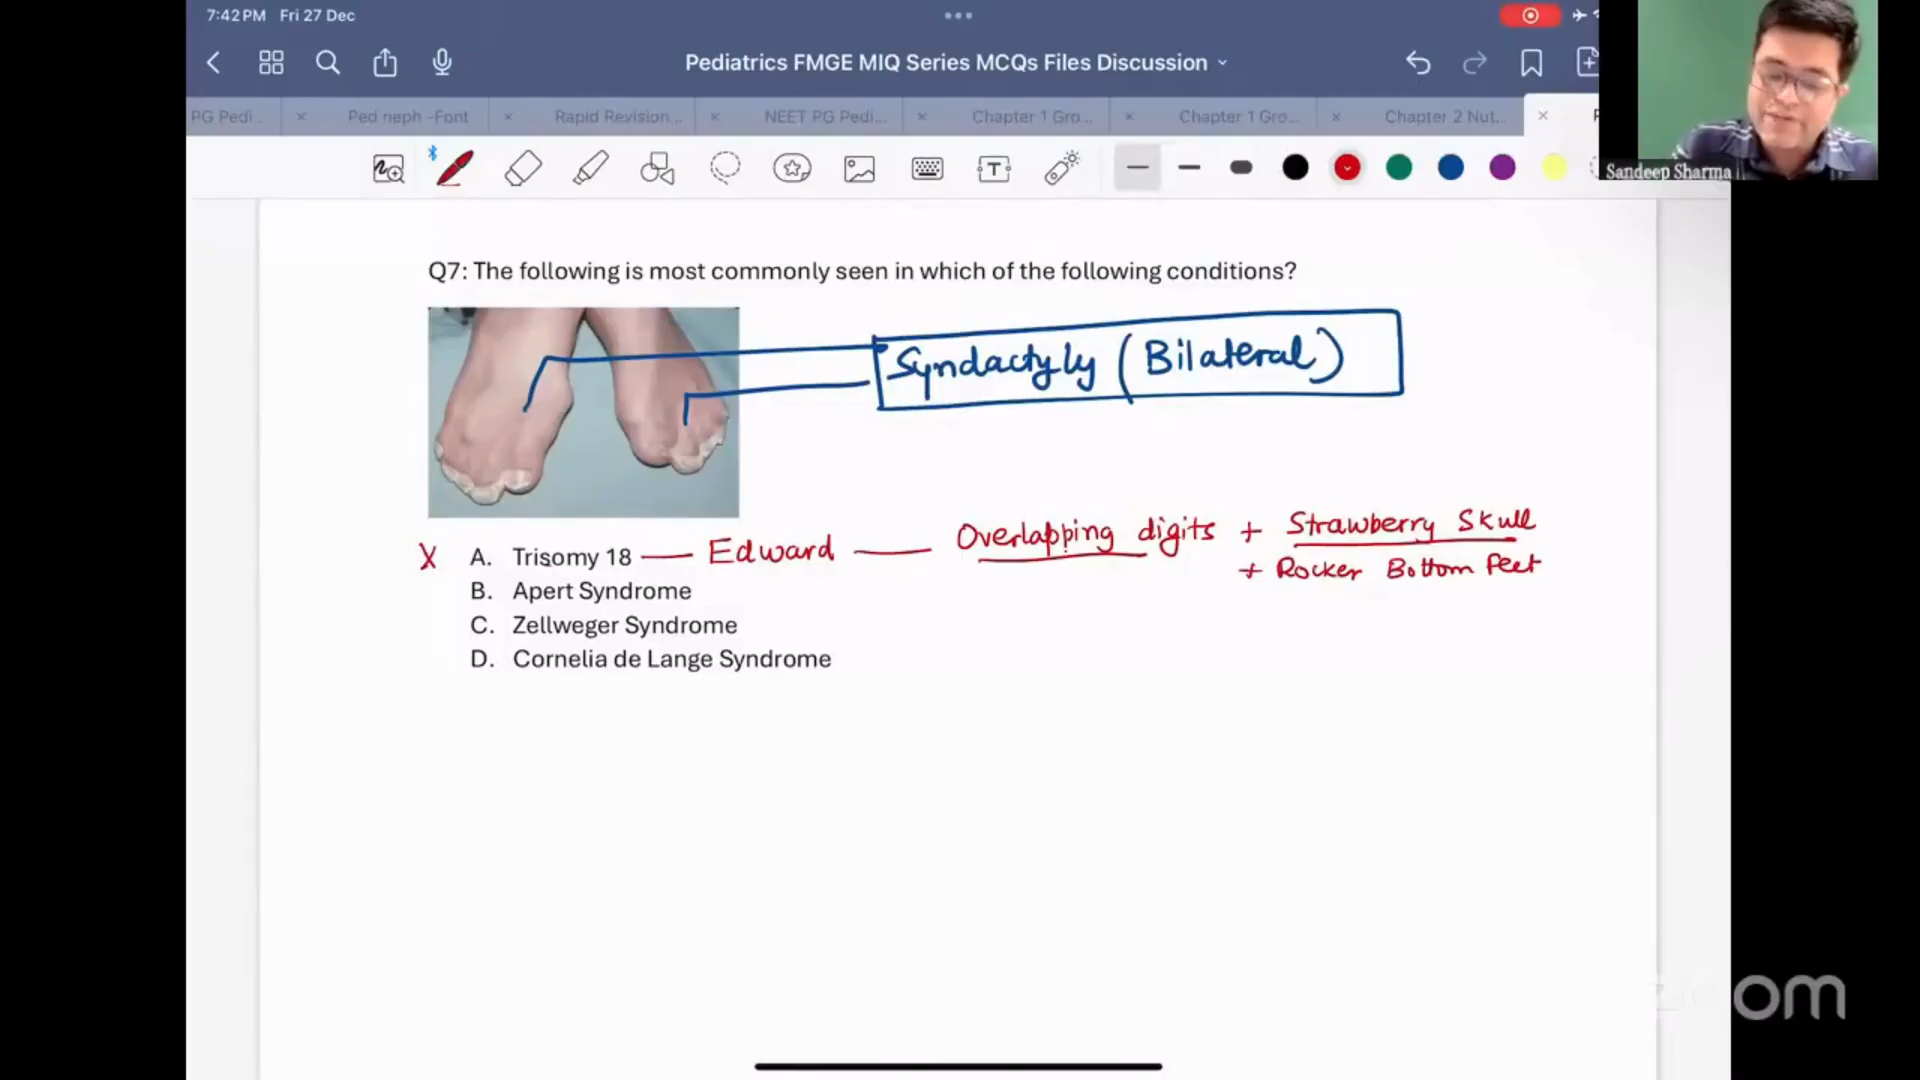 7:42 PM Fri 27 Dec
Pediatrics FMGE MIQ Series MCQs Files Discussion
PG Pedi... Ped neph -Font Rapid Revision... NEET PG Pedi... Chapter 1 Gro... Chapter 1 Gro... Chapter 2 Nut...
Sandeep Sharma
Q7: The following is most commonly seen in which of the following conditions?
Syndactyly (Bilateral)
X A. Trisomy 18 — Edward — Overlapping digits + Strawberry Skull
+ Rocker Bottom feet
B. Apert Syndrome
C. Zellweger Syndrome
D. Cornelia de Lange Syndrome
zoom